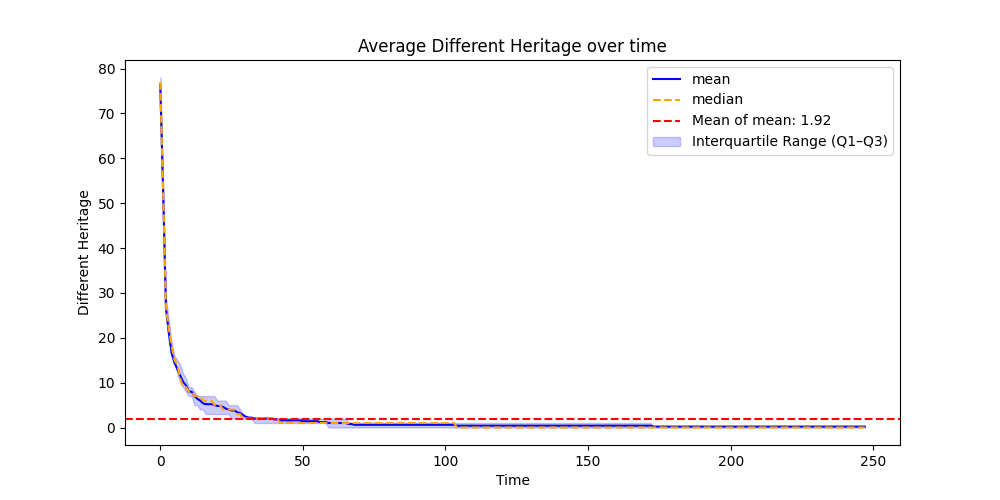 Average Different Heritage over time
mean
median
Mean of mean: 1.92
Interquartile Range (Q1–Q3)
Different Heritage
80
70
60
50
40
30
20
10
0
0 50 100 150 200 250
Time